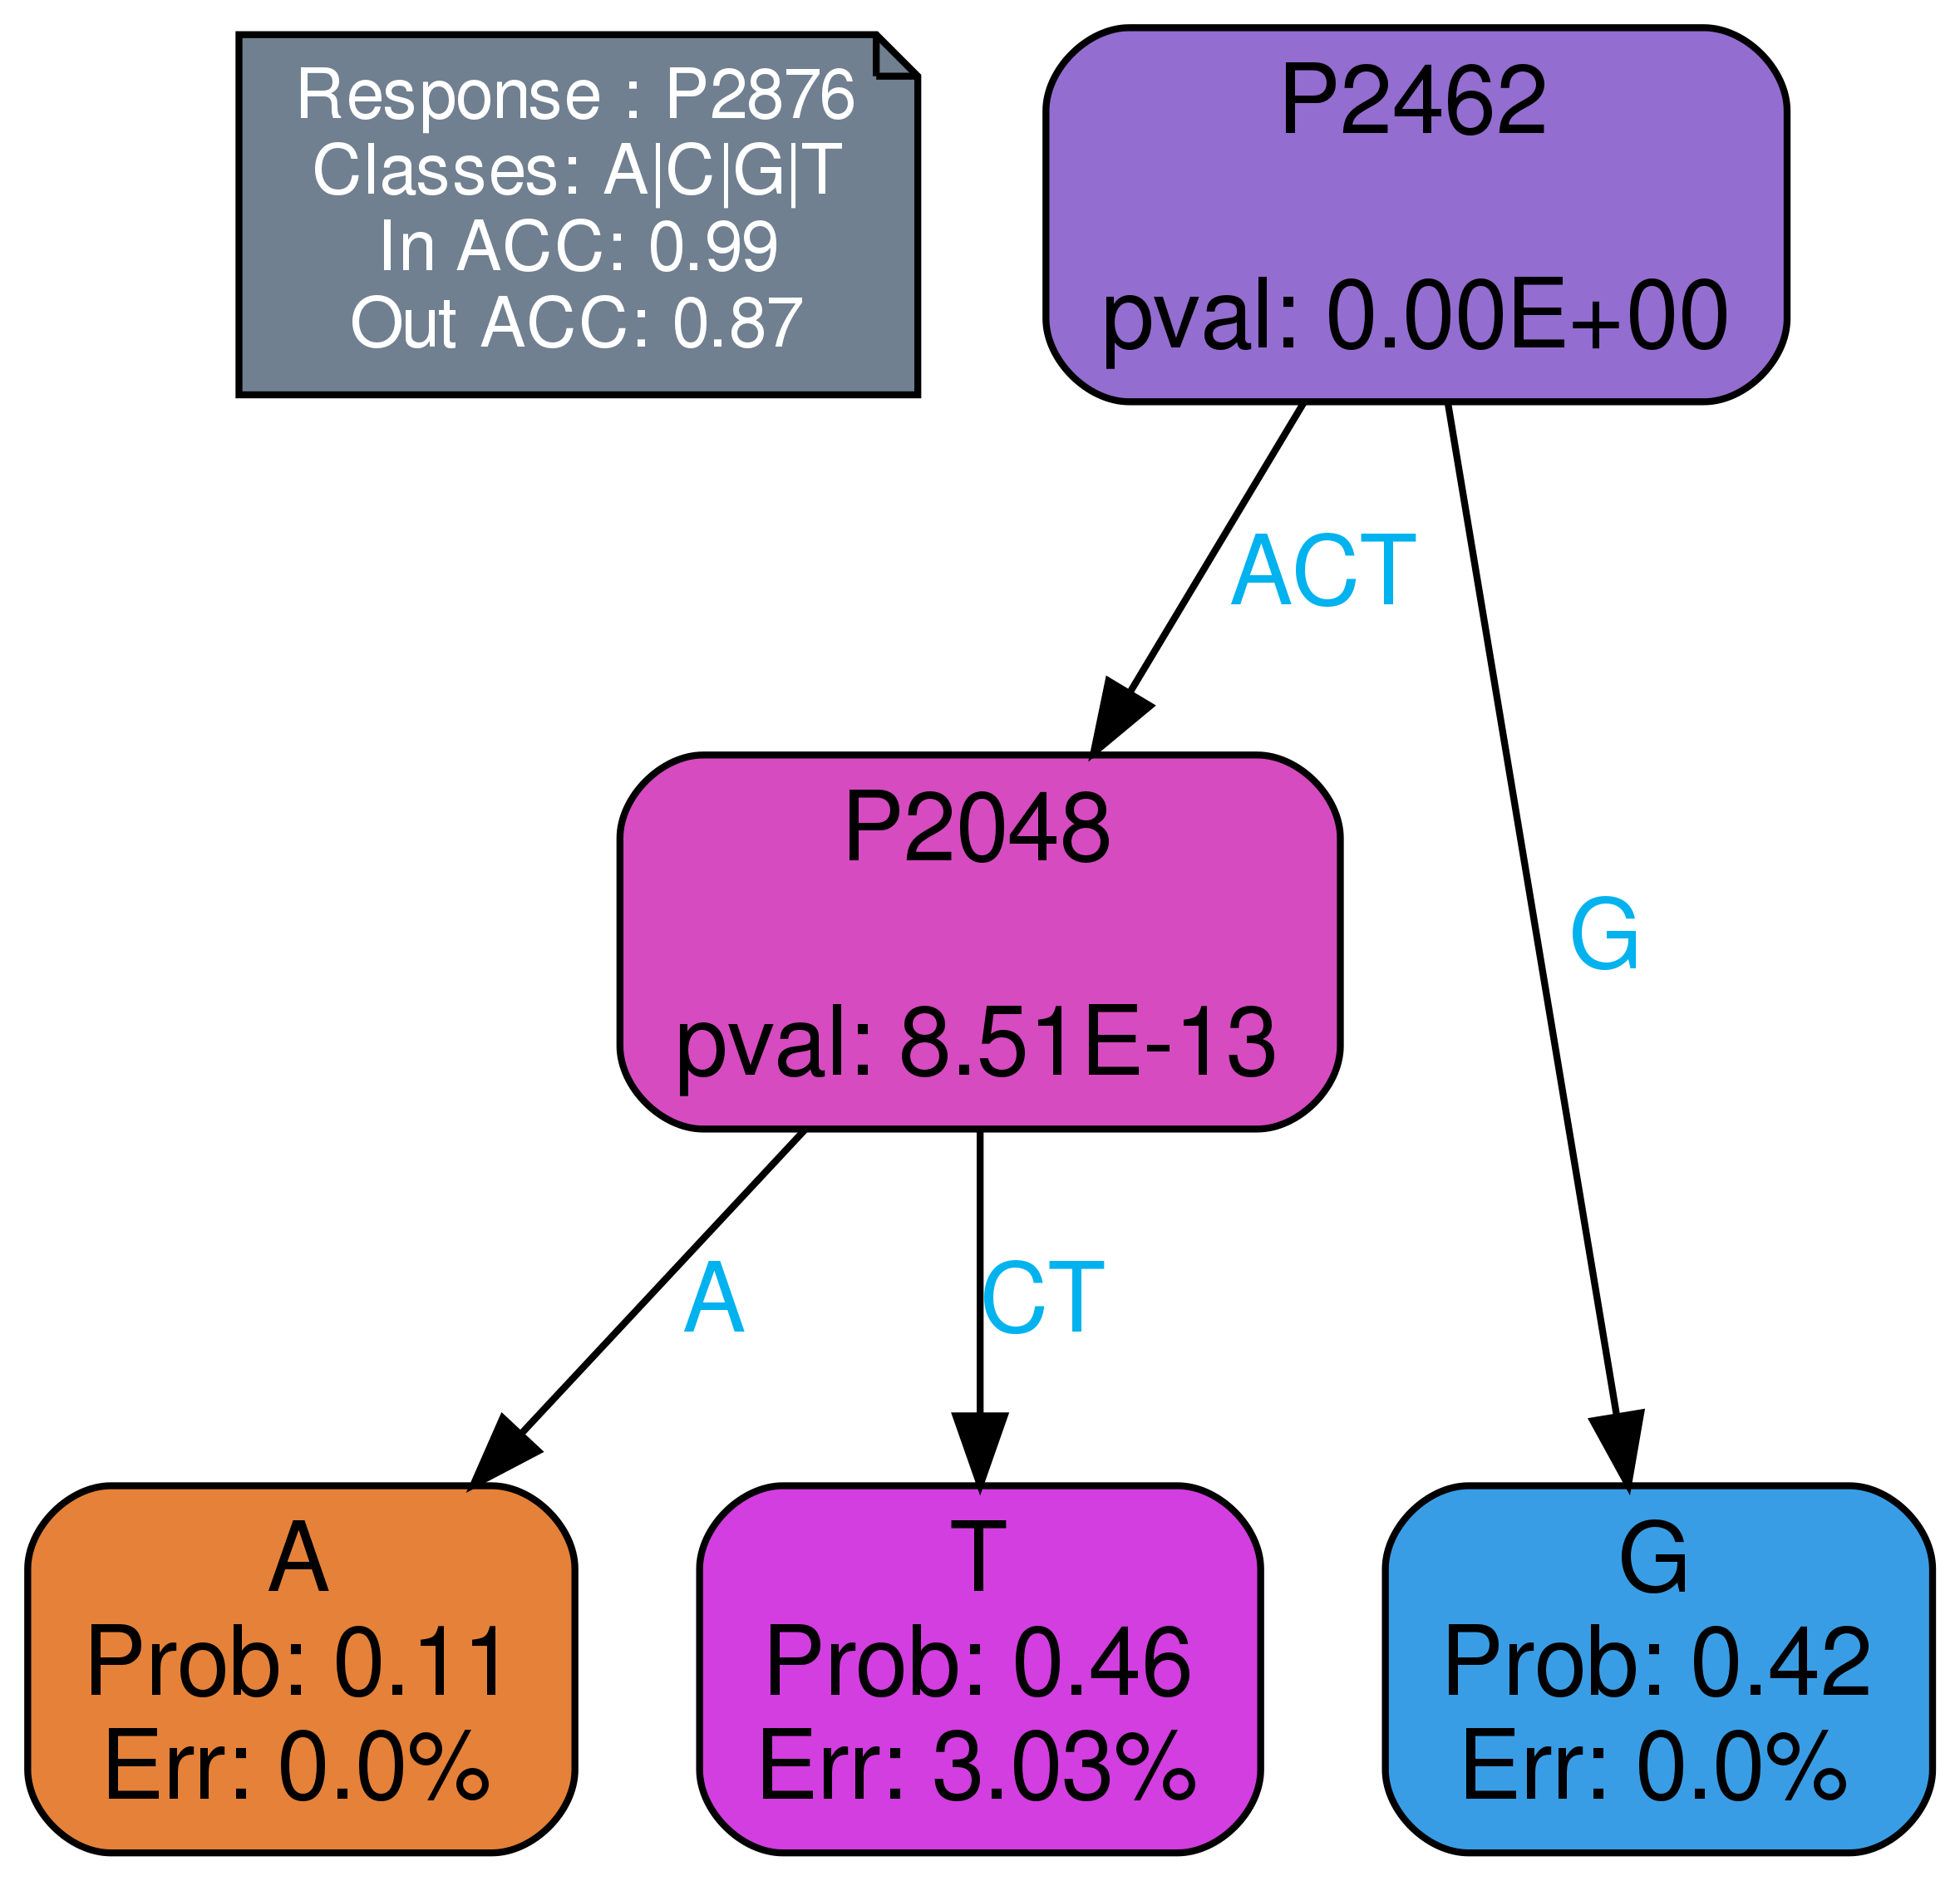 Response : P2876
Classes: A|C|G|T
In ACC: 0.99
Out ACC: 0.87
P2462
pval: 0.00E+00
ACT
G
P2048
pval: 8.51E-13
A
CT
A
Prob: 0.11
Err: 0.0%
T
Prob: 0.46
Err: 3.03%
G
Prob: 0.42
Err: 0.0%